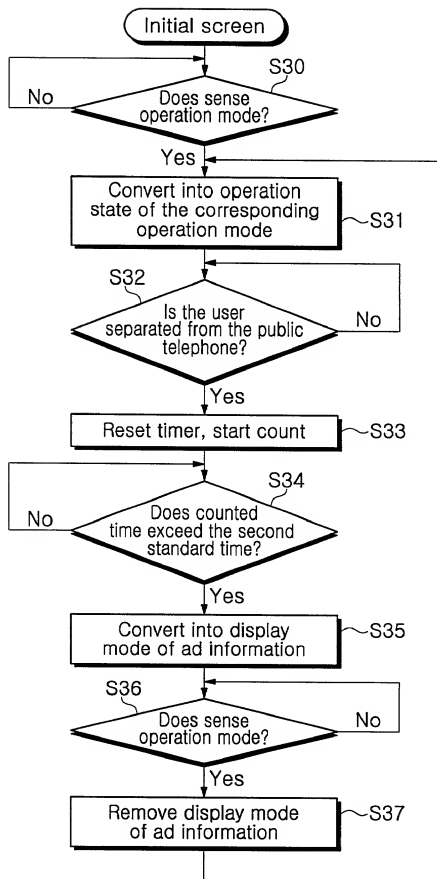 Initial screen
S30
Does sense
operation mode?
No
Yes
Convert into operation
state of the corresponding
operation mode
S31
S32
Is the user
separated from the public
telephone?
No
Yes
Reset timer, start count
S33
S34
Does counted
time exceed the second
standard time?
No
Yes
Convert into display
mode of ad information
S35
S36
Does sense
operation mode?
No
Yes
Remove display mode
of ad information
S37